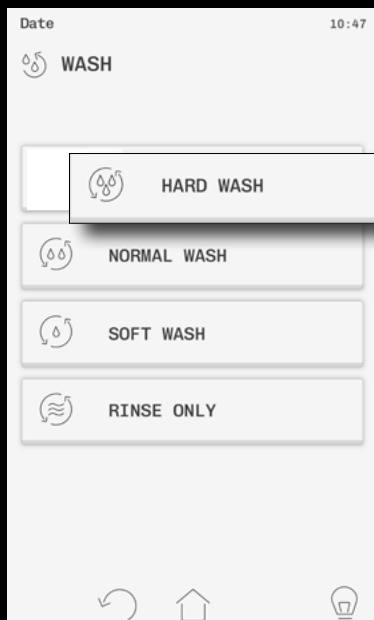 Date 10:47
WASH
HARD WASH
NORMAL WASH
SOFT WASH
RINSE ONLY